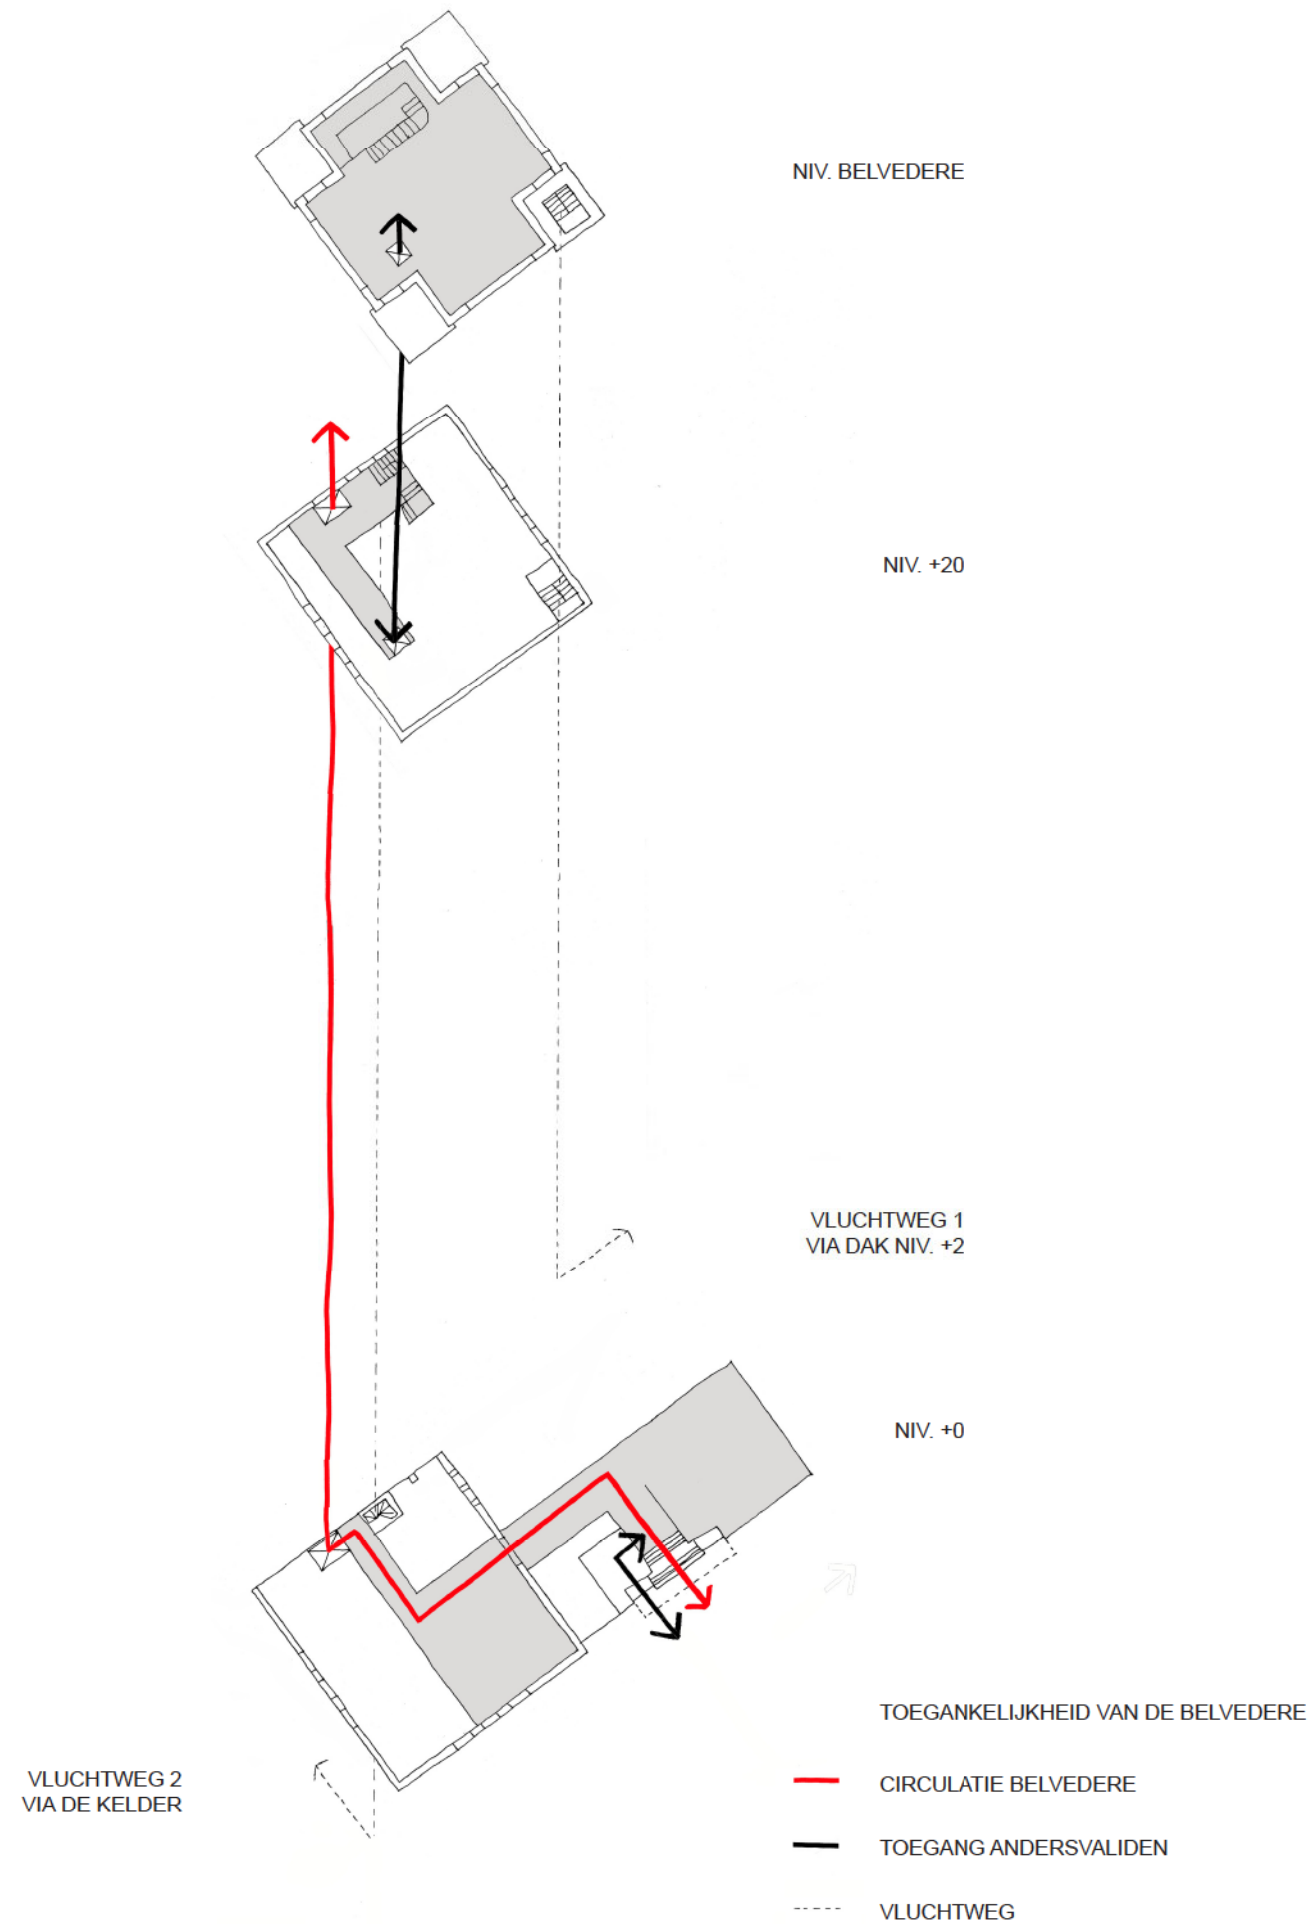 NIV. BELVEDERE
NIV. +20
VLUCHTWEG 1
VIA DAK NIV. +2
NIV. +0
TOEGANKELIJKHEID VAN DE BELVEDERE
VLUCHTWEG 2
VIA DE KELDER
CIRCULATIE BELVEDERE
TOEGANG ANDERSVALIDEN
VLUCHTWEG